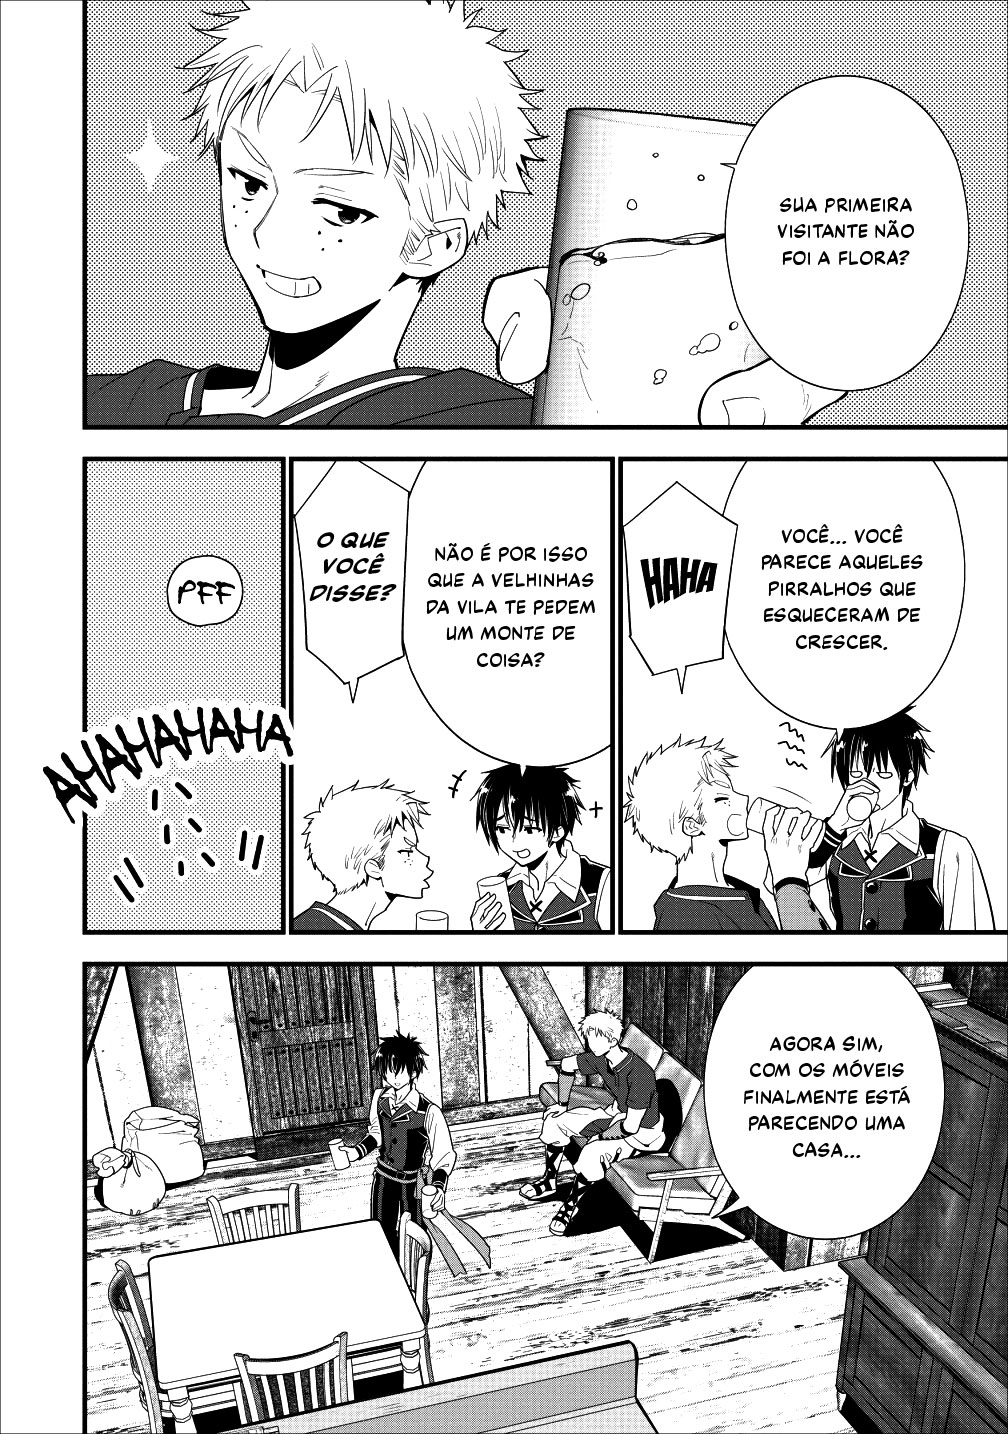 SUA PRIMEIRA
VISITANTE NÃO
FOI A FLORA?
VOCÊ... VOCÊ
PARECE AQUELES
PIRRALHOS QUE
ESQUECERAM DE
CRESCER.
HAHA
NÃO É POR ISSO
QUE A VELHINHAS
DA VILA TE PEDEM
UM MONTE DE
COISA?
O QUE
VOCÊ
DISSE?
PFF
AHAHAHAHA
AGORA SIM,
COM OS MÓVEIS
FINALMENTE ESTÁ
PARECENDO UMA
CASA...